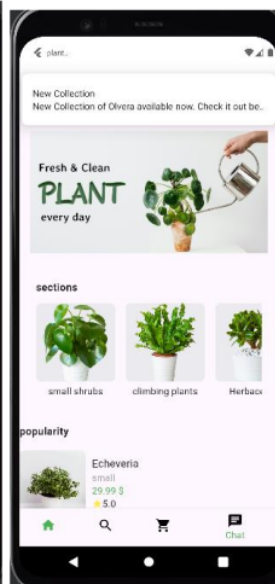 plant..
New Collection
New Collection of Olvera available now. Check it out be..
Fresh & Clean
PLANT
every day
sections
small shrubs
climbing plants
Herbace
popularity
Echeveria
small
29.99 $
5.0
Chat